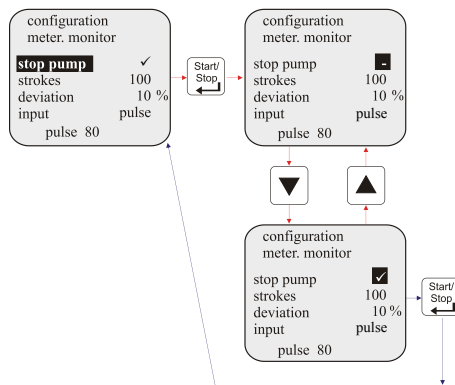 configuration
meter. monitor
stop pump ✓
strokes 100
deviation 10 %
input pulse
pulse 80
Start/
Stop
configuration
meter. monitor
stop pump -
strokes 100
deviation 10 %
input pulse
pulse 80
configuration
meter. monitor
stop pump ✓
strokes 100
deviation 10 %
input pulse
pulse 80
Start/
Stop